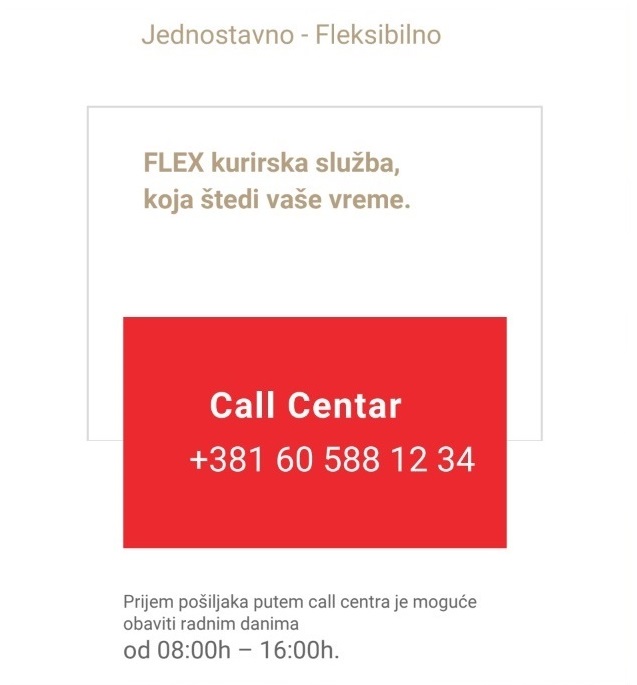 Jednostavno - Fleksibilno
FLEX kurirska služba,
koja štedi vaše vreme.
Call Centar
+381 60 588 12 34
Prijem pošiljaka putem call centra je moguće
obaviti radnim danima
od 08:00h – 16:00h.